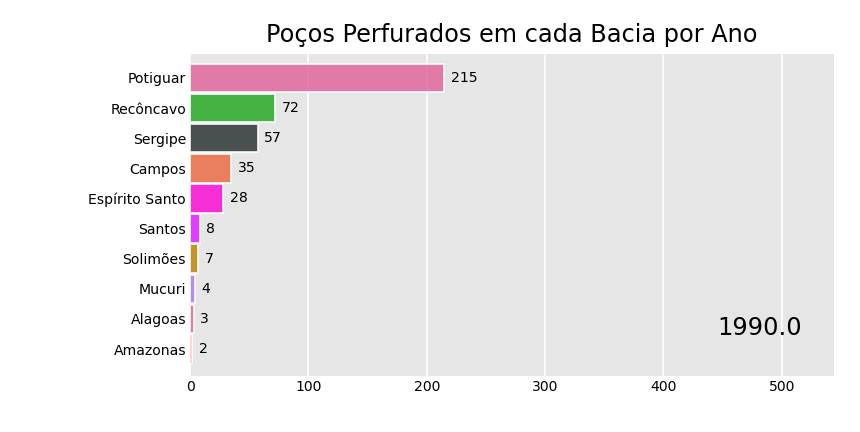 Poços Perfurados em cada Bacia por Ano
Potiguar 215
Recôncavo 72
Sergipe 57
Campos 35
Espírito Santo 28
Santos 8
Solimões 7
Mucuri 4
Alagoas 3
1990.0
Amazonas 2
0 100 200 300 400 500